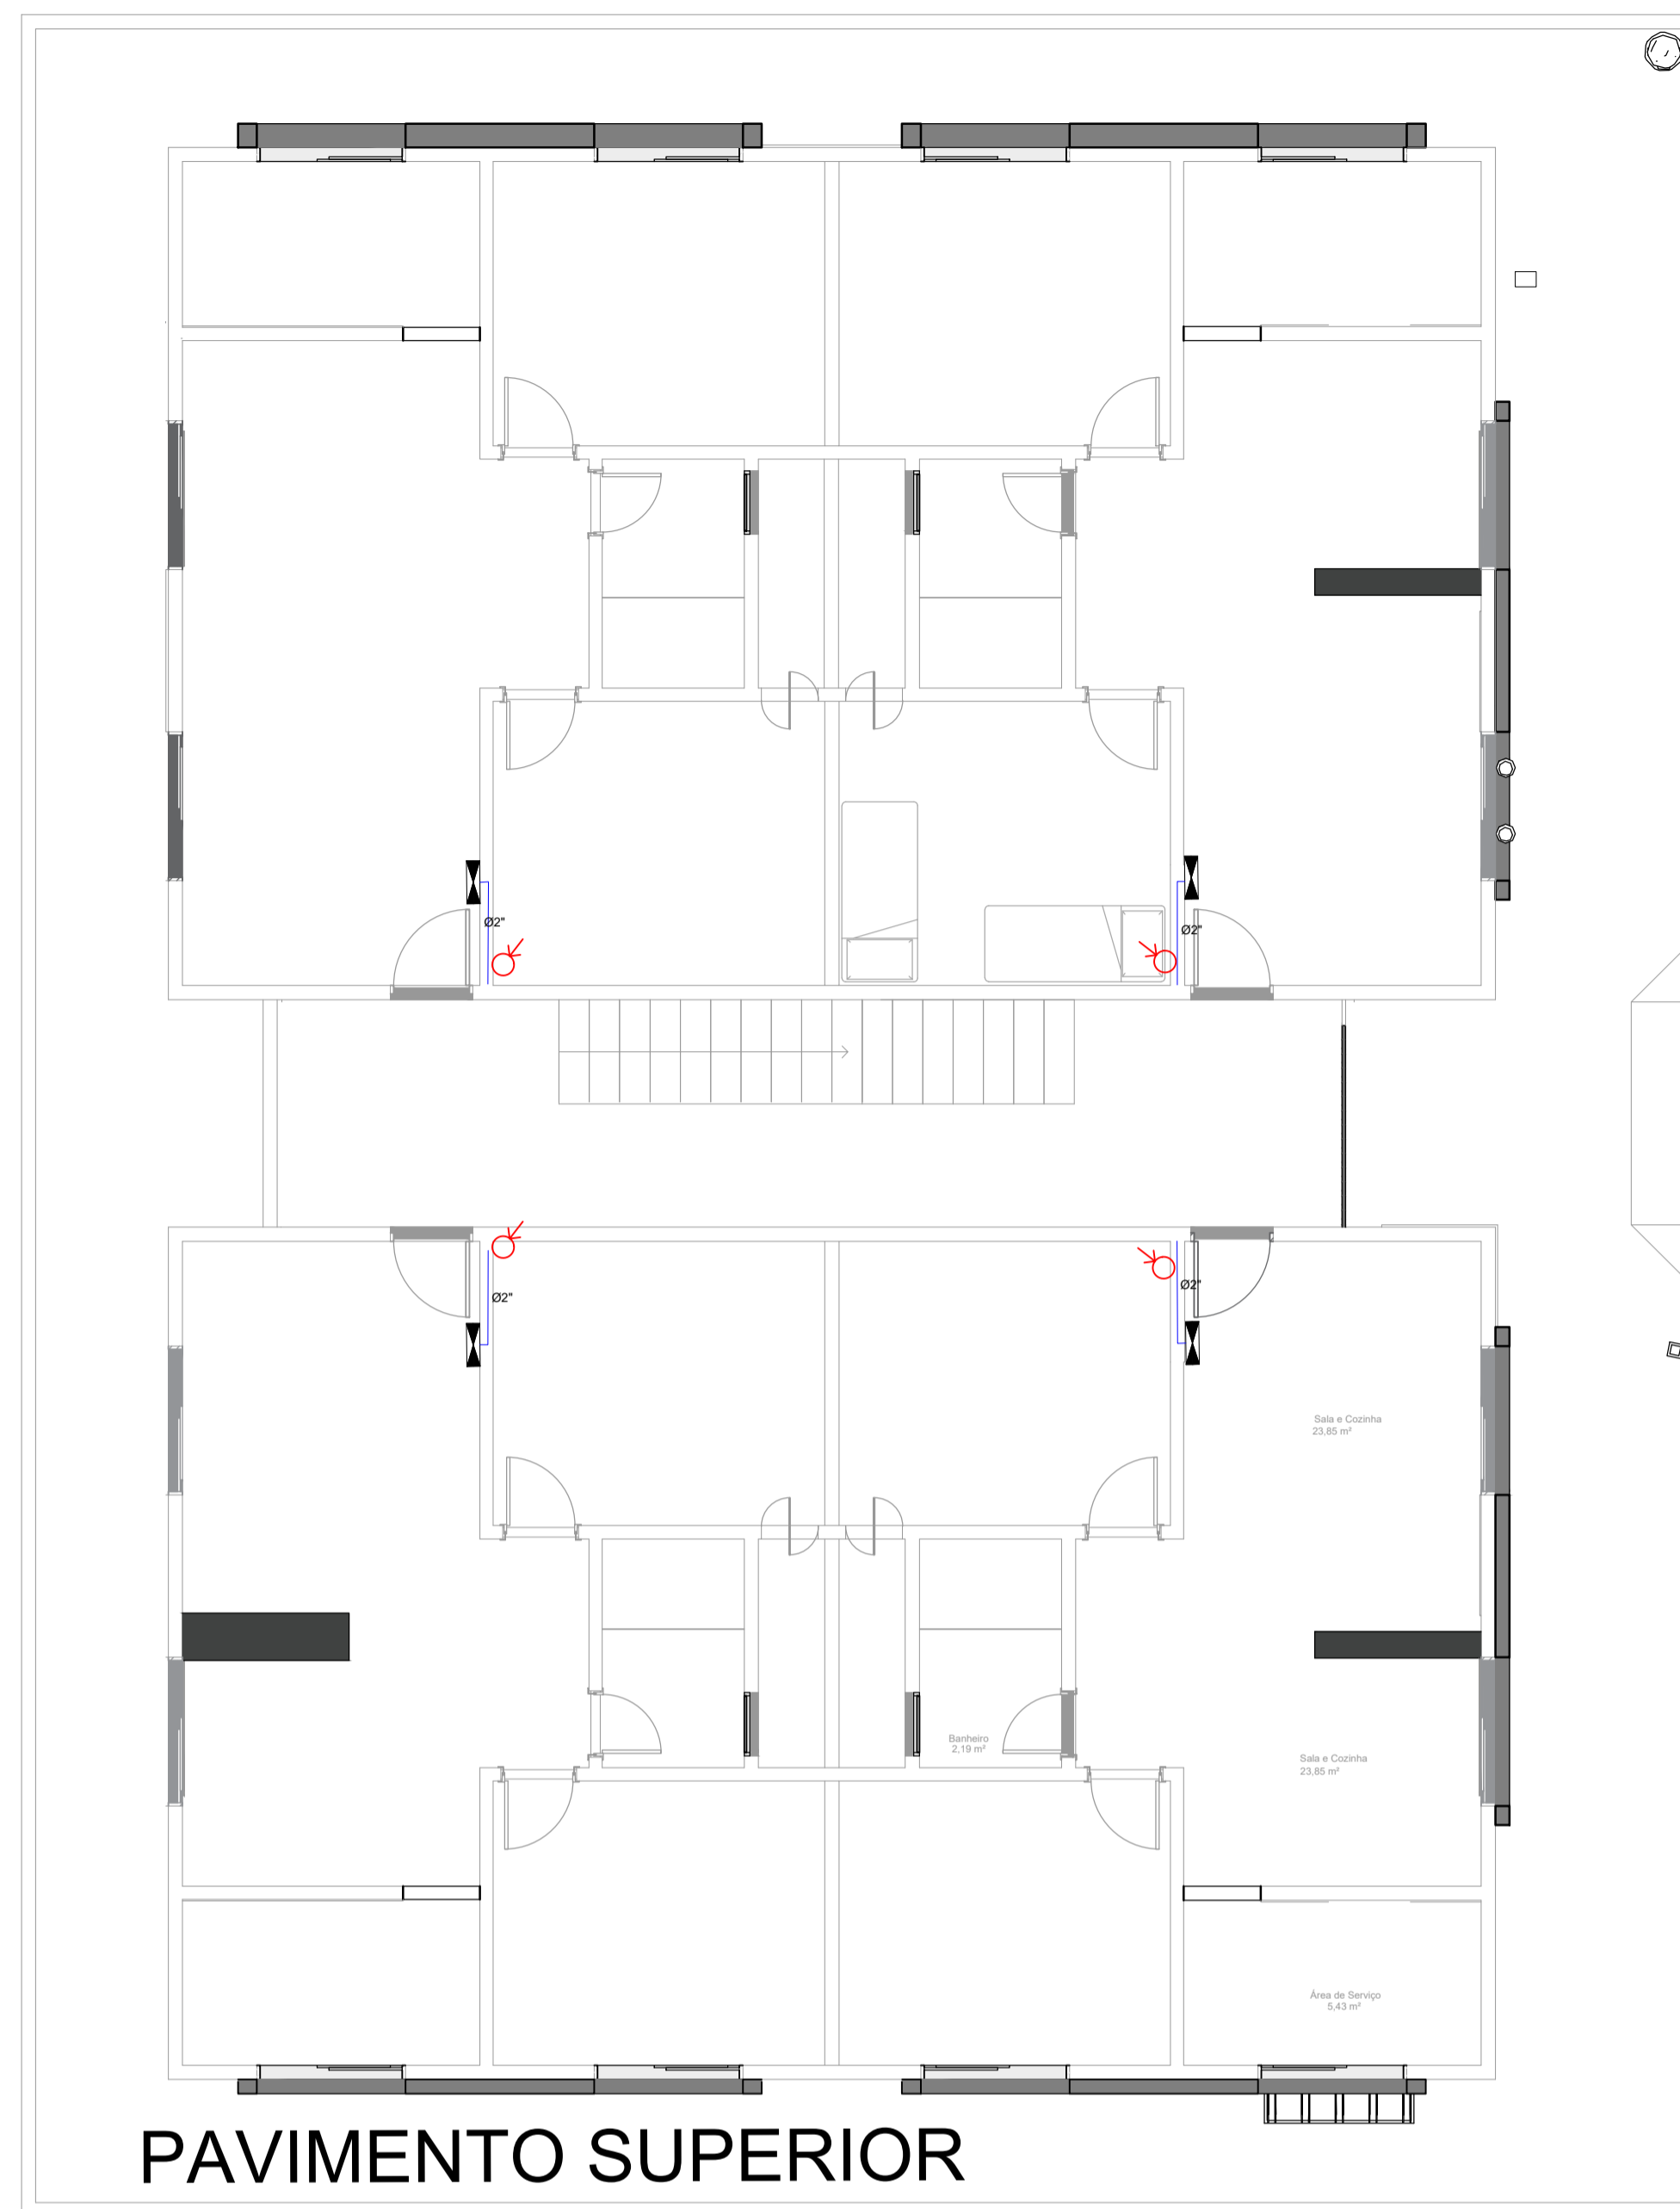 Ø2"
Ø2"
Ø2"
Ø2"
Sala e Cozinha
23,85 m²
Banheiro
2,19 m²
Sala e Cozinha
23,85 m²
Área de Serviço
5,43 m²
PAVIMENTO SUPERIOR